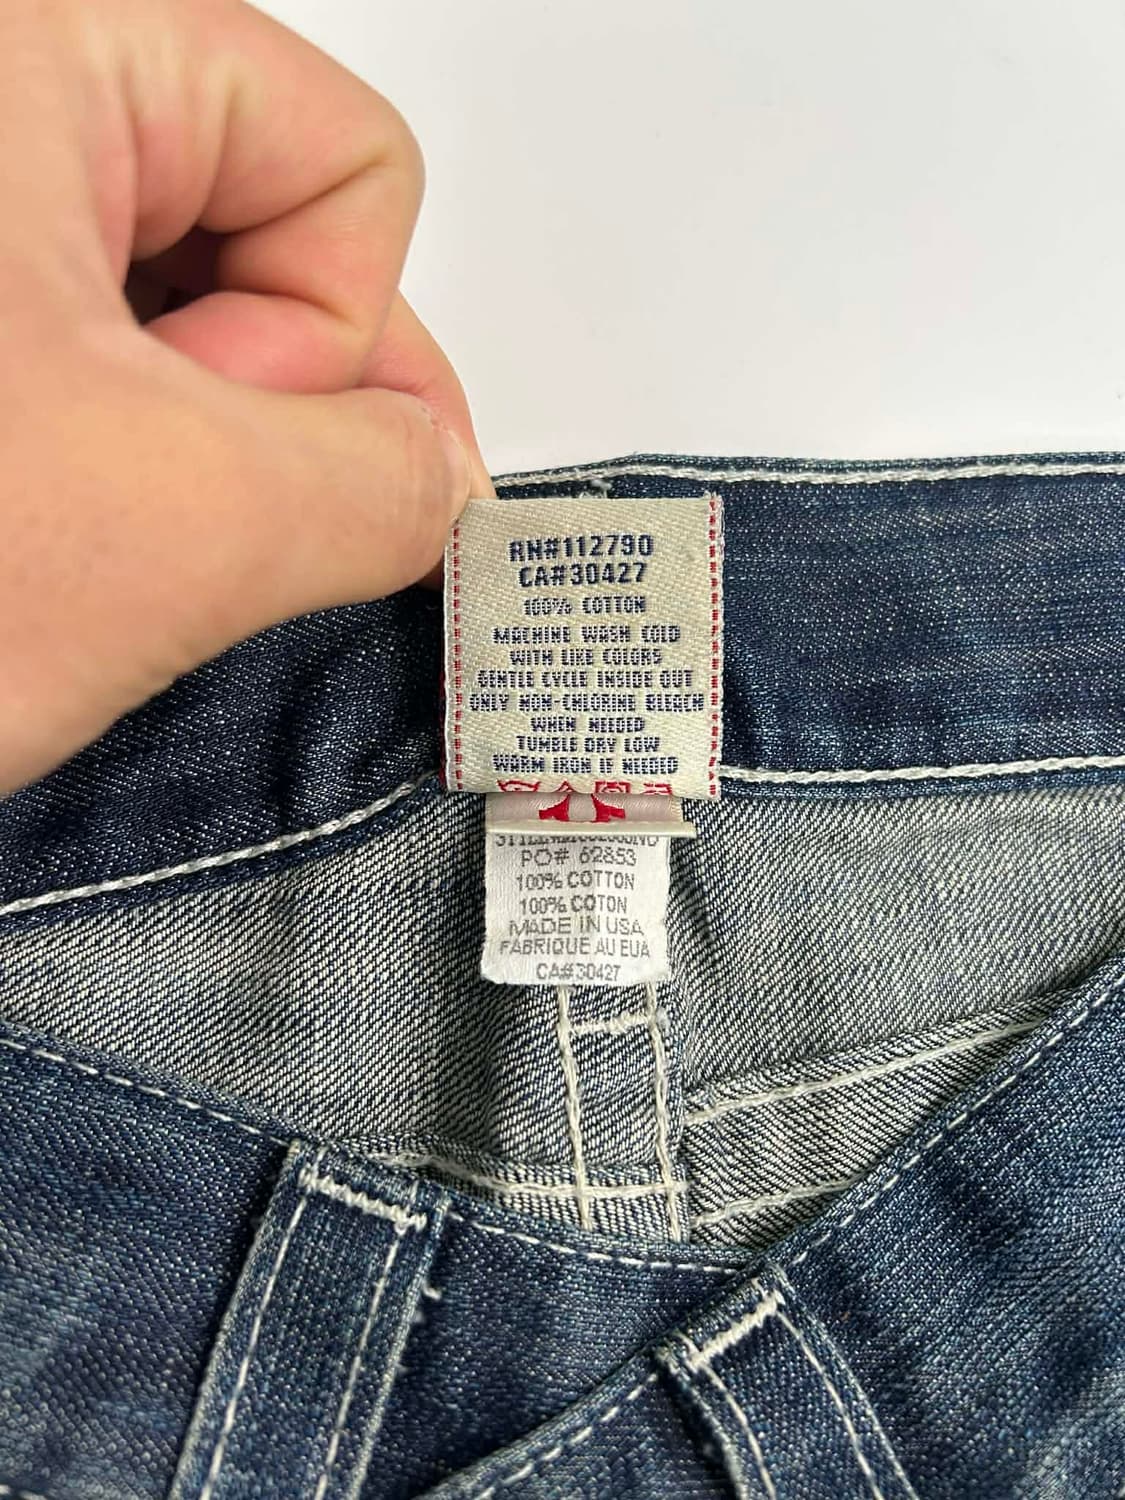 RN#112790
CA#30427
100% COTTON
MACHINE WASH COLD
WITH LIKE COLORS
GENTLE CYCLE INSIDE OUT
ONLY NON-CHLORINE BLEACH
WHEN NEEDED
TUMBLE DRY LOW
WARM IRON IF NEEDED
PO# 62853
100% COTTON
100% COTON
MADE IN USA
FABRIQUE AU EUA
CA#30427